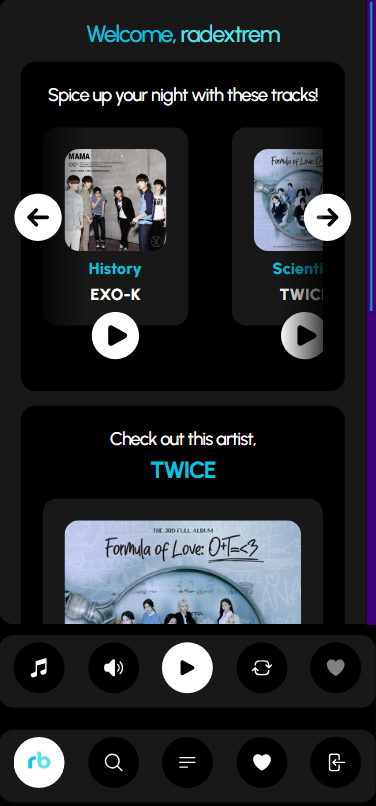 Welcome, radextrem
Spice up your night with these tracks!
MAMA
History
EXO-K
Formula of Love: O
Scienti
TWIC
Check out this artist,
TWICE
THE 3RD FULL ALBUM
Formula of Love: O+T=<3
rb